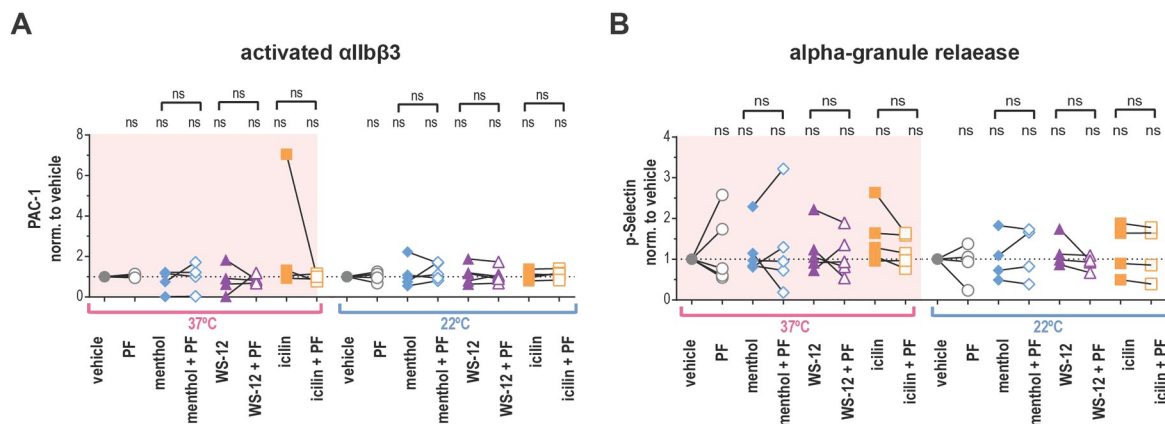 A
activated αIIbβ3
ns ns ns ns ns ns
ns ns ns ns ns ns ns ns ns ns ns ns ns ns
PAC-1
norm. to vehicle
8
6
4
2
0
37ºC
22ºC
vehicle
PF
menthol
menthol + PF
WS-12
WS-12 + PF
icilin
icilin + PF
vehicle
PF
menthol
menthol + PF
WS-12
WS-12 + PF
icilin
icilin + PF
B
alpha-granule relaease
ns ns ns ns ns ns
ns ns ns ns ns ns ns ns ns ns ns ns ns ns
p-Selectin
norm. to vehicle
4
3
2
1
0
37ºC
22ºC
vehicle
PF
menthol
menthol + PF
WS-12
WS-12 + PF
icilin
icilin + PF
vehicle
PF
menthol
menthol + PF
WS-12
WS-12 + PF
icilin
icilin + PF